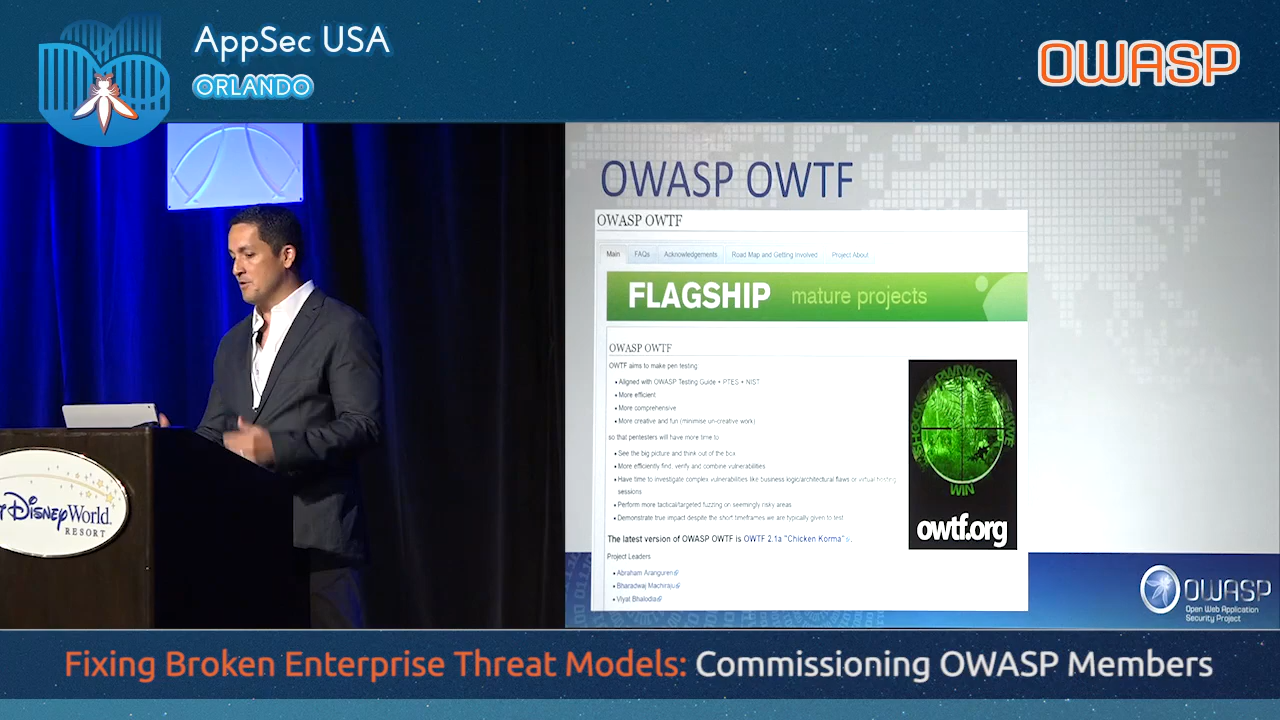 AppSec USA
ORLANDO
OWASP
OWASP OWTF
OWASP OWTF
Main
FAQs
Acknowledgements
Road Map and Getting Involved
Project About
FLAGSHIP mature projects
OWASP OWTF
OWTF aims to make pen testing:
• Aligned with OWASP Testing Guide + PTES + NIST
• More efficient
• More comprehensive
• More creative and fun (minimise un-creative work)
so that pentesters will have more time to
• See the big picture and think out of the box
• More efficiently find, verify and combine vulnerabilities
• Have time to investigate complex vulnerabilities like business logic/architectural flaws or virtual hosting
sessions
• Perform more tactical/targeted fuzzing on seemingly risky areas
• Demonstrate true impact despite the short timeframes we are typically given to test
The latest version of OWASP OWTF is OWTF 2.1a "Chicken Korma".
Project Leaders
• Abraham Aranguren
• Bharadwaj Machiraju
• Viyat Bhalodia
PWNAGE
WIN
owtf.org
Disney World.
RESORT
OWASP
Open Web Application
Security Project
Fixing Broken Enterprise Threat Models: Commissioning OWASP Members